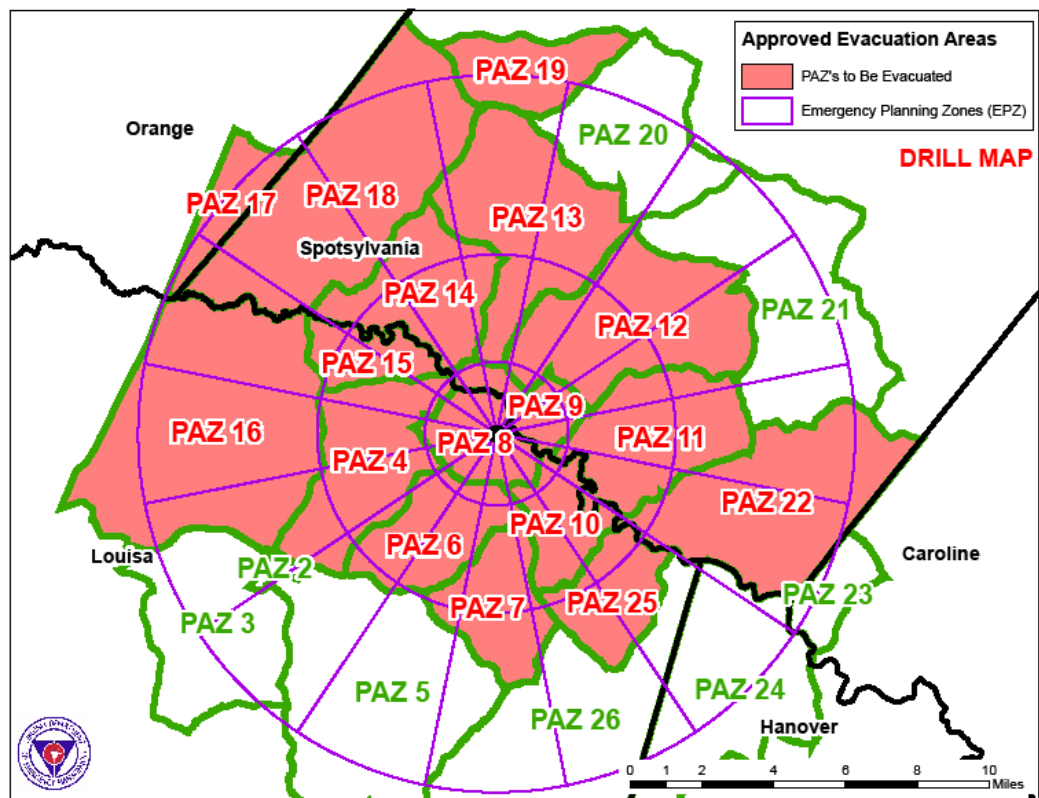 Approved Evacuation Areas
PAZ's to Be Evacuated
Emergency Planning Zones (EPZ)
DRILL MAP
PAZ 19
Orange
PAZ 20
PAZ 17
PAZ 18
PAZ 13
Spotsylvania
PAZ 14
PAZ 21
PAZ 12
PAZ 15
PAZ 9
PAZ 16
PAZ 8
PAZ 11
PAZ 4
PAZ 22
PAZ 10
PAZ 6
Louisa
Caroline
PAZ 2
PAZ 23
PAZ 7
PAZ 25
PAZ 3
PAZ 5
PAZ 24
PAZ 26
Hanover
0 1 2 4 6 8 10
Miles